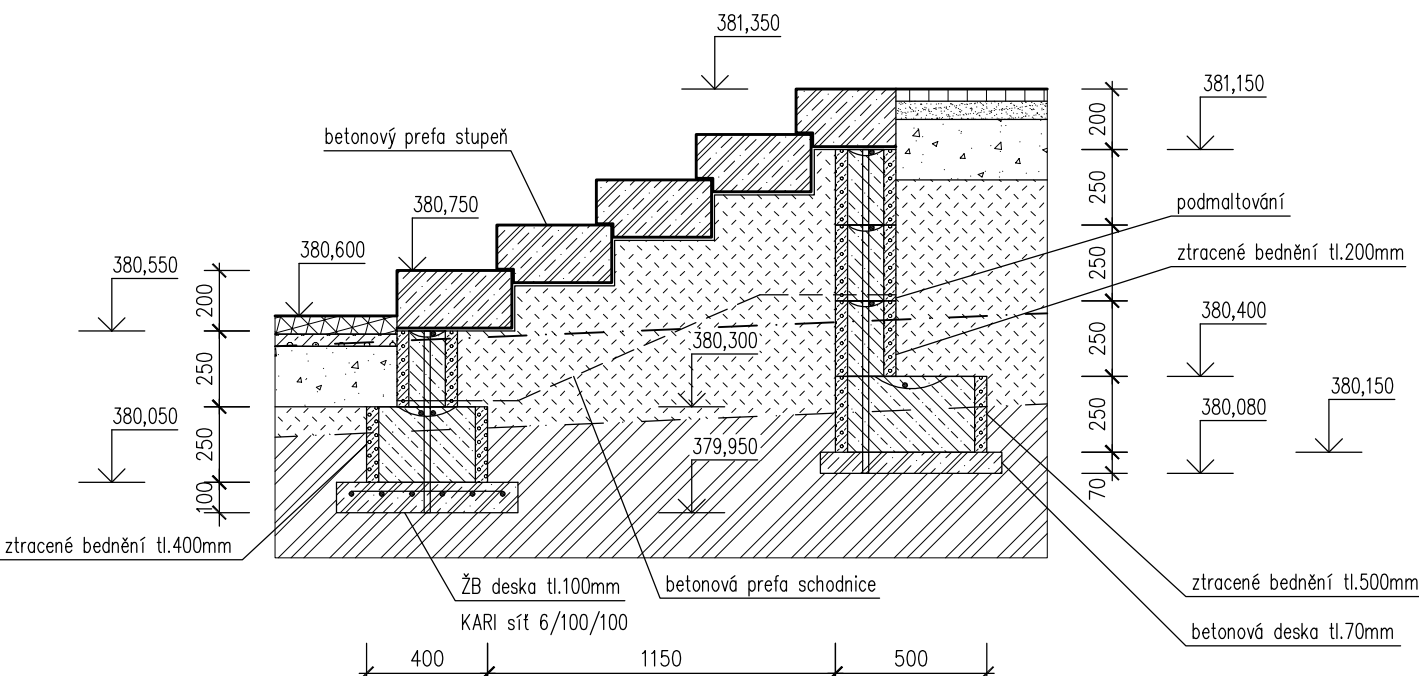 381,350
381,150
200
betonový prefa stupeň
250
380,750
podmaltování
380,600
380,550
200
250
ztracené bednění tl.200mm
380,400
380,300
250
250
380,150
380,080
380,050
250
250
379,950
70
100
ztracené bednění tl.400mm
ŽB deska tl.100mm
KARI síť 6/100/100
betonová prefa schodnice
ztracené bednění tl.500mm
betonová deska tl.70mm
400
1150
500